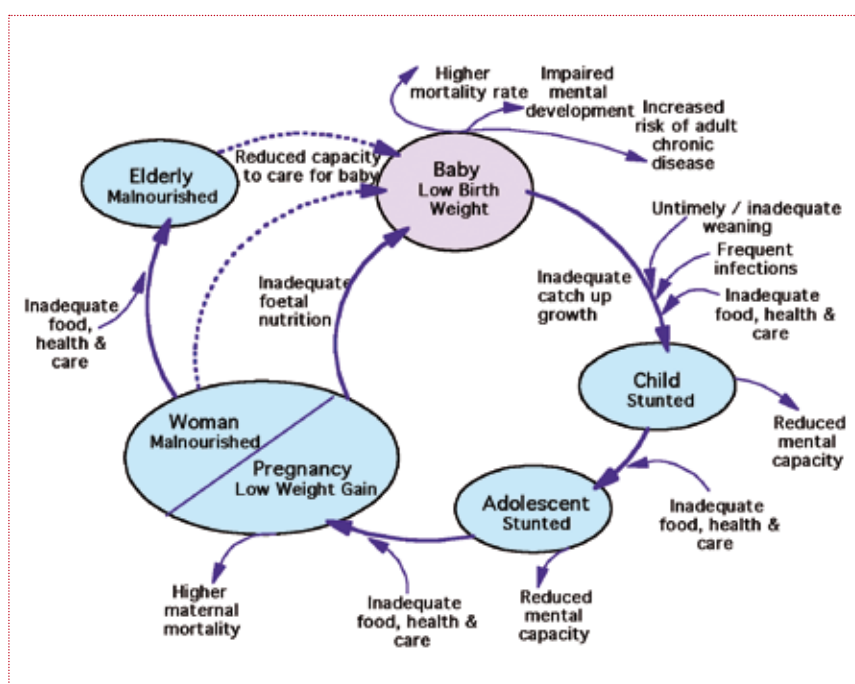 Higher
mortality rate
Impaired
mental
development
Increased
risk of adult
chronic
disease
Elderly
Malnourished
Reduced capacity
to care for baby
Baby
Low Birth
Weight
Untimely / inadequate
weaning
Frequent
infections
Inadequate
food, health &
care
Inadequate
catch up
growth
Inadequate
foetal
nutrition
Inadequate
food,
health &
care
Child
Stunted
Reduced
mental
capacity
Woman
Malnourished
Pregnancy
Low Weight Gain
Adolescent
Stunted
Inadequate
food, health &
care
Higher
maternal
mortality
Inadequate
food, health &
care
Reduced
mental
capacity